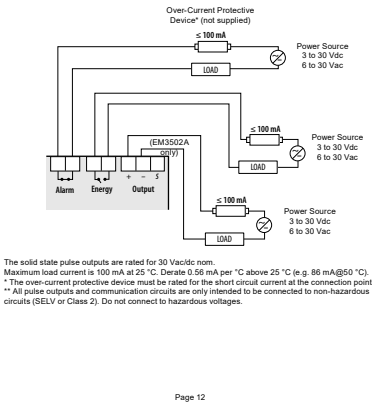 Over-Current Protective
Device* (not supplied)
≤ 100 mA
Power Source
3 to 30 Vdc
6 to 30 Vac
LOAD
≤ 100 mA
Power Source
3 to 30 Vdc
6 to 30 Vac
LOAD
(EM3502A
only)
+ – S
Alarm Energy Output
≤ 100 mA
Power Source
3 to 30 Vdc
6 to 30 Vac
LOAD
The solid state pulse outputs are rated for 30 Vac/dc nom.
Maximum load current is 100 mA at 25 °C. Derate 0.56 mA per °C above 25 °C (e.g. 86 mA@50 °C).
* The over-current protective device must be rated for the short circuit current at the connection point
** All pulse outputs and communication circuits are only intended to be connected to non-hazardous
circuits (SELV or Class 2). Do not connect to hazardous voltages.
Page 12